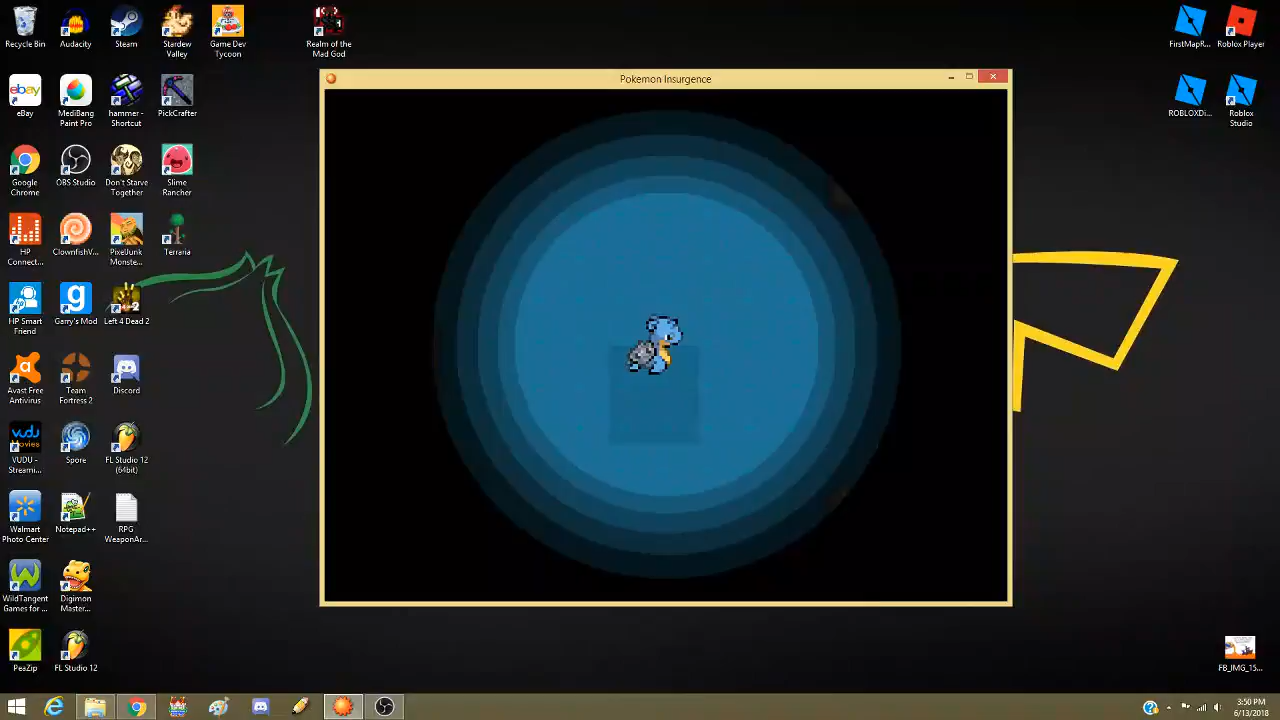 Recycle Bin
Audacity
Steam
Stardew
Valley
Game Dev
Tycoon
Realm of the
Mad God
FirstMapR...
Roblox Player
Pokemon Insurgence
eBay
ebay
MediBang
Paint Pro
hammer -
Shortcut
PickCrafter
ROBLOXDi...
Roblox
Studio
Google
Chrome
OBS Studio
Don't Starve
Together
Slime
Rancher
HP
Connect...
ClownfishV...
PixelJunk
Monste...
Terraria
HP Smart
Friend
Garry's Mod
Left 4 Dead 2
Avast Free
Antivirus
Team
Fortress 2
Discord
VUDU
Movies
VUDU -
Streami...
Spore
FL Studio 12
(64bit)
Walmart
Photo Center
Notepad++
RPG
WeaponAr...
WildTangent
Games for ...
Digimon
Master...
PeaZip
FL Studio 12
FB_IMG_15...
3:50 PM
6/13/2018